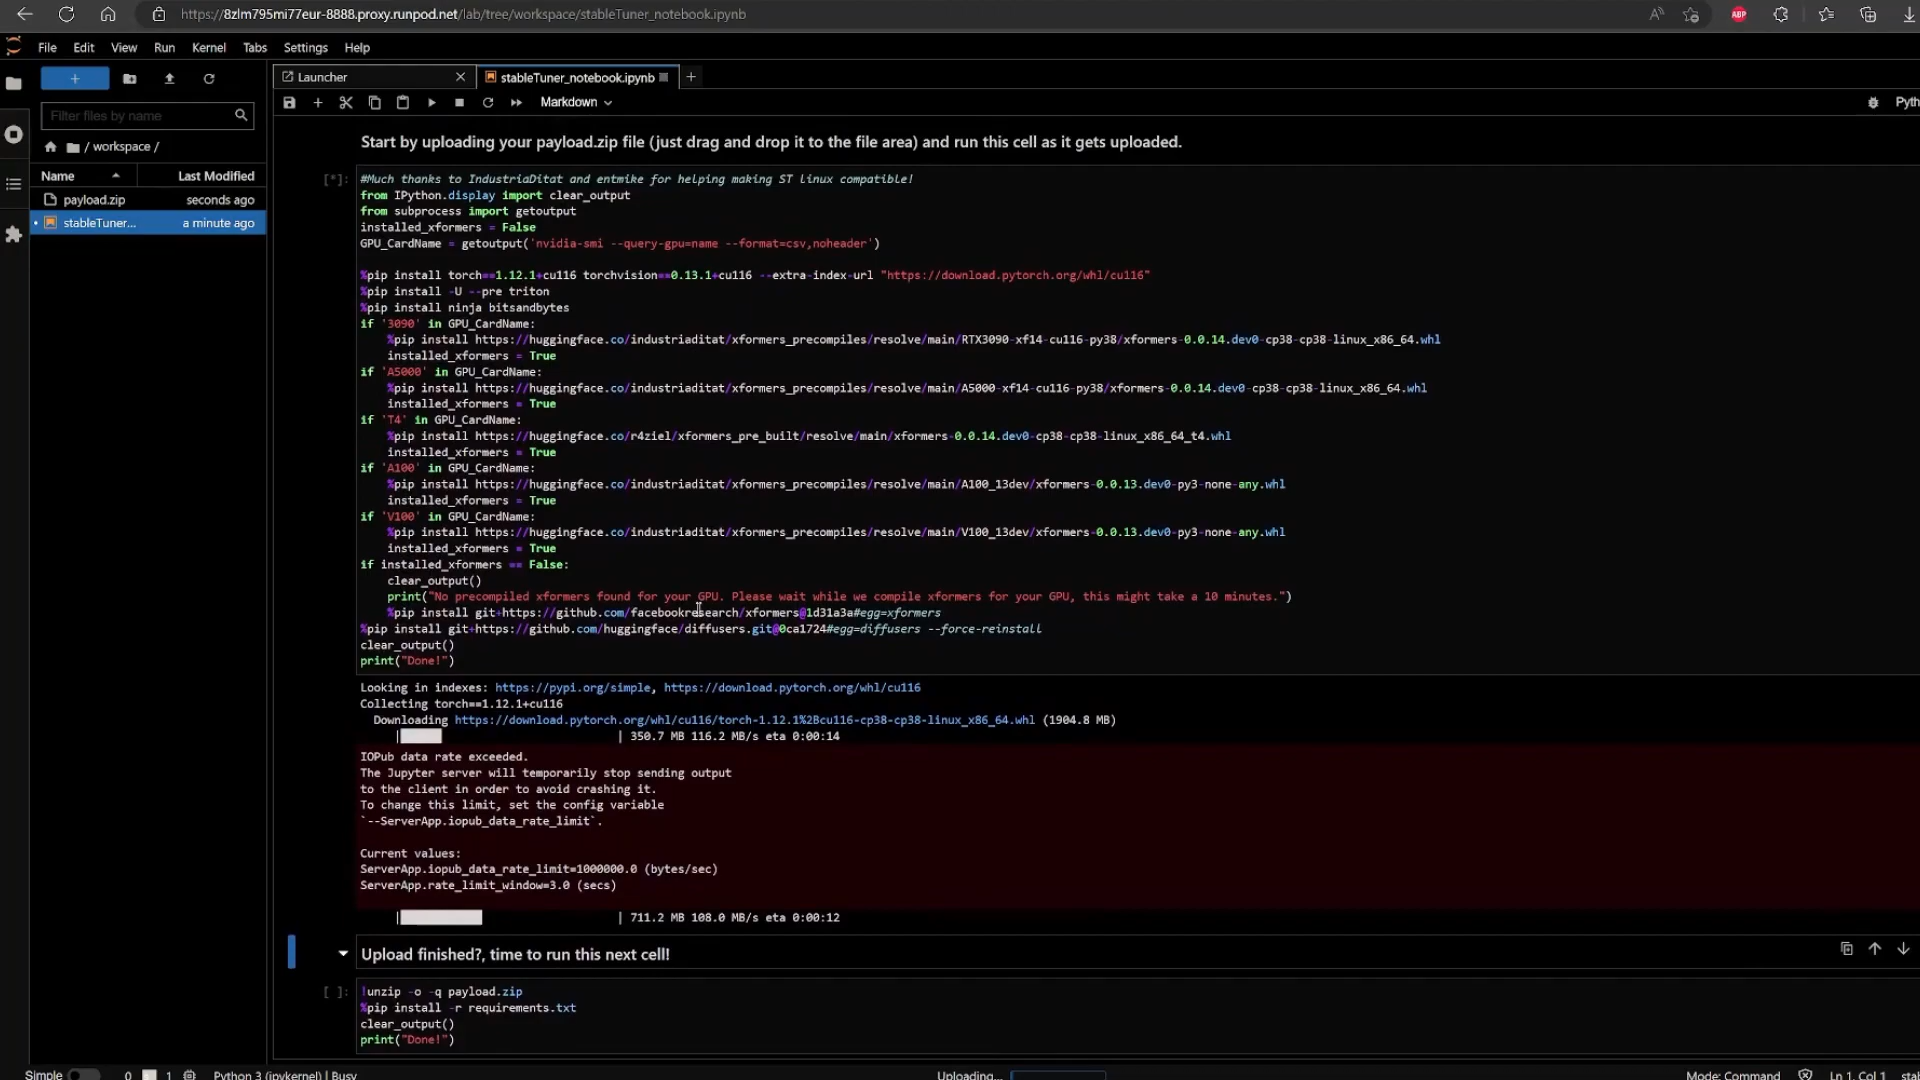 https://8zlm795mi77eur-8888.proxy.runpod.net/lab/tree/workspace/stableTuner_notebook.ipynb
ABP
File Edit View Run Kernel Tabs Settings Help
Launcher
stableTuner_notebook.ipynb
Markdown
Pyth
Filter files by name
/ workspace /
Name Last Modified
payload.zip seconds ago
stableTuner... a minute ago
Start by uploading your payload.zip file (just drag and drop it to the file area) and run this cell as it gets uploaded.
[*]:
#Much thanks to IndustriaDitat and entmike for helping making ST linux compatible!
from IPython.display import clear_output
from subprocess import getoutput
installed_xformers = False
GPU_CardName = getoutput('nvidia-smi --query-gpu=name --format=csv,noheader')
%pip install torch==1.12.1+cu116 torchvision==0.13.1+cu116 --extra-index-url "https://download.pytorch.org/whl/cu116"
%pip install -U --pre triton
%pip install ninja bitsandbytes
if '3090' in GPU_CardName:
%pip install https://huggingface.co/industriaditat/xformers_precompiles/resolve/main/RTX3090-xf14-cu116-py38/xformers-0.0.14.dev0-cp38-cp38-linux_x86_64.whl
installed_xformers = True
if 'A5000' in GPU_CardName:
%pip install https://huggingface.co/industriaditat/xformers_precompiles/resolve/main/A5000-xf14-cu116-py38/xformers-0.0.14.dev0-cp38-cp38-linux_x86_64.whl
installed_xformers = True
if 'T4' in GPU_CardName:
%pip install https://huggingface.co/r4ziel/xformers_pre_built/resolve/main/xformers-0.0.14.dev0-cp38-cp38-linux_x86_64_t4.whl
installed_xformers = True
if 'A100' in GPU_CardName:
%pip install https://huggingface.co/industriaditat/xformers_precompiles/resolve/main/A100_13dev/xformers-0.0.13.dev0-py3-none-any.whl
installed_xformers = True
if 'V100' in GPU_CardName:
%pip install https://huggingface.co/industriaditat/xformers_precompiles/resolve/main/V100_13dev/xformers-0.0.13.dev0-py3-none-any.whl
installed_xformers = True
if installed_xformers == False:
clear_output()
print("No precompiled xformers found for your GPU. Please wait while we compile xformers for your GPU, this might take a 10 minutes.")
%pip install git+https://github.com/facebookresearch/xformers@1d31a3a#egg=xformers
%pip install git+https://github.com/huggingface/diffusers.git@0ca1724#egg=diffusers --force-reinstall
clear_output()
print("Done!")
Looking in indexes: https://pypi.org/simple, https://download.pytorch.org/whl/cu116
Collecting torch==1.12.1+cu116
Downloading https://download.pytorch.org/whl/cu116/torch-1.12.1%2Bcu116-cp38-cp38-linux_x86_64.whl (1904.8 MB)
| | 350.7 MB 116.2 MB/s eta 0:00:14
IOPub data rate exceeded.
The Jupyter server will temporarily stop sending output
to the client in order to avoid crashing it.
To change this limit, set the config variable
`--ServerApp.iopub_data_rate_limit`.
Current values:
ServerApp.iopub_data_rate_limit=1000000.0 (bytes/sec)
ServerApp.rate_limit_window=3.0 (secs)
| | 711.2 MB 108.0 MB/s eta 0:00:12
Upload finished?, time to run this next cell!
[ ]:
!unzip -o -q payload.zip
%pip install -r requirements.txt
clear_output()
print("Done!")
Simple 0 1 Python 3 (ipykernel) | Busy Uploading... Mode: Command Ln 1, Col 1 stab